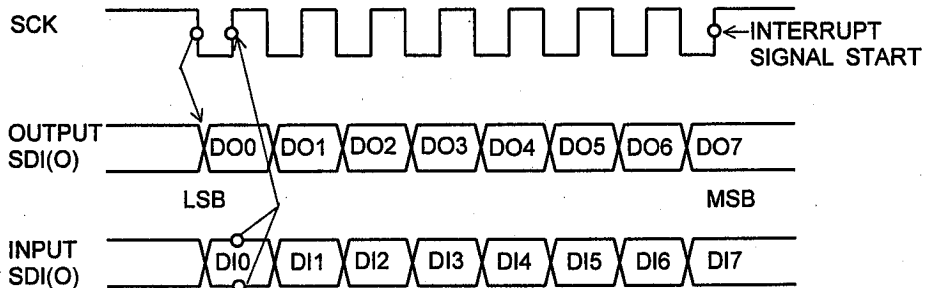 SCK
INTERRUPT
SIGNAL START
OUTPUT
SDI(O)
DO0 DO1 DO2 DO3 DO4 DO5 DO6 DO7
LSB MSB
INPUT
SDI(O)
DI0 DI1 DI2 DI3 DI4 DI5 DI6 DI7